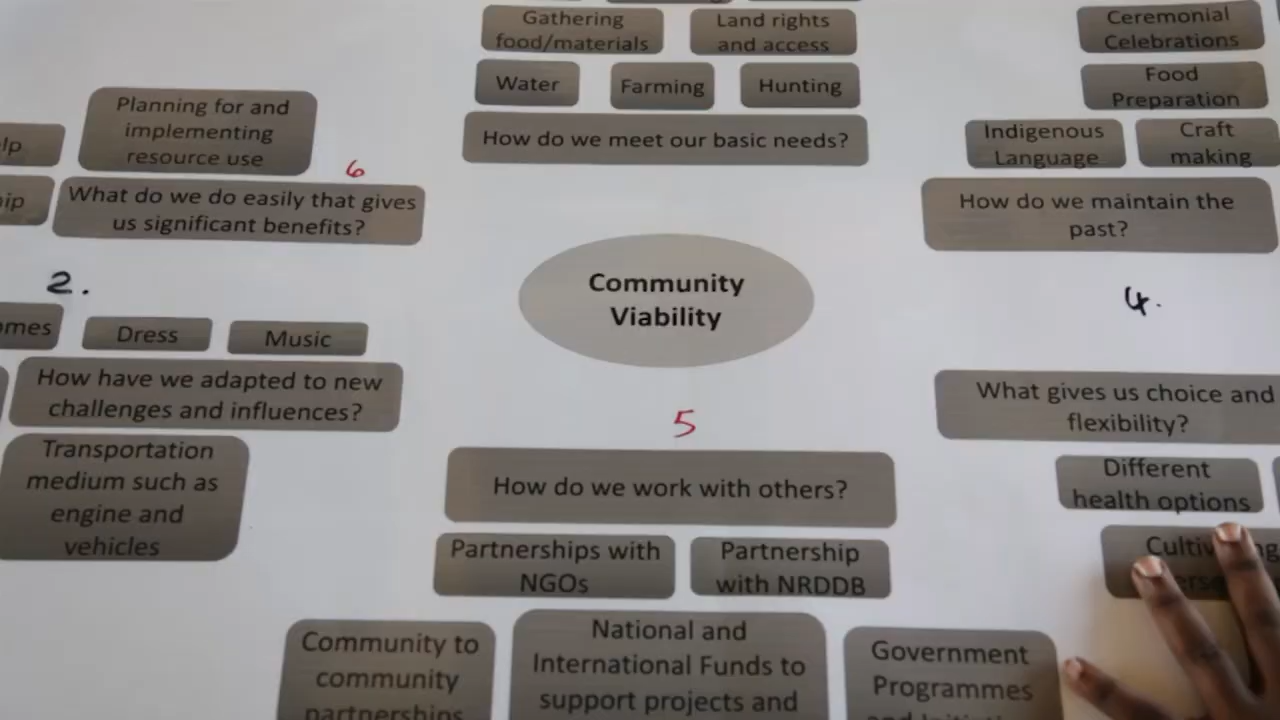 Gathering
food/materials
Land rights
and access
Water
Farming
Hunting
How do we meet our basic needs?
Ceremonial
Celebrations
Food
Preparation
Indigenous
Language
Craft
making
How do we maintain the
past?
4.
Planning for and
implementing
resource use
6
What do we do easily that gives
us significant benefits?
2.
Dress
Music
How have we adapted to new
challenges and influences?
Transportation
medium such as
engine and
vehicles
Community
Viability
5
How do we work with others?
Partnerships with
NGOs
Partnership
with NRDDB
Community to
community
partnerships
National and
International Funds to
support projects and
Government
Programmes
What gives us choice and
flexibility?
Different
health options